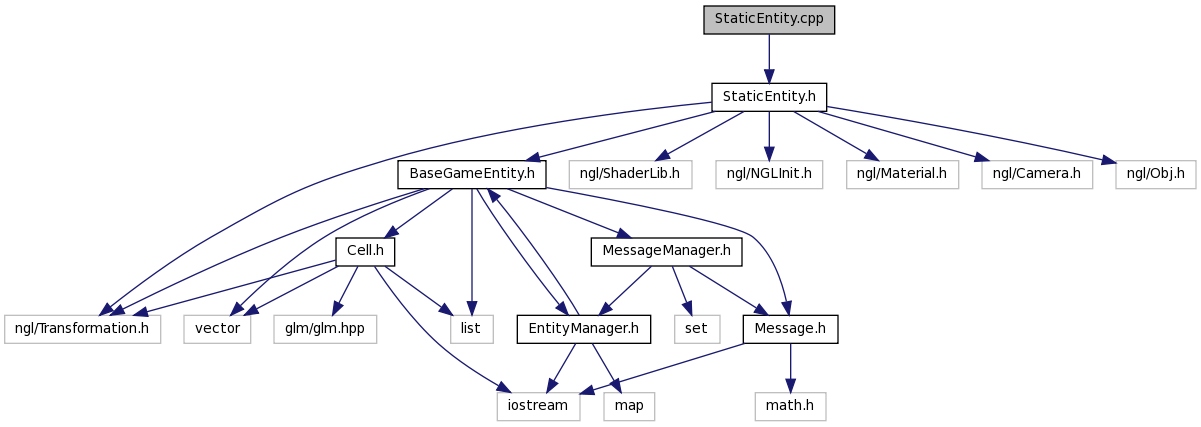 StaticEntity.cpp
StaticEntity.h
BaseGameEntity.h
ngl/ShaderLib.h
ngl/NGLInit.h
ngl/Material.h
ngl/Camera.h
ngl/Obj.h
Cell.h
MessageManager.h
ngl/Transformation.h
vector
glm/glm.hpp
list
EntityManager.h
set
Message.h
iostream
map
math.h